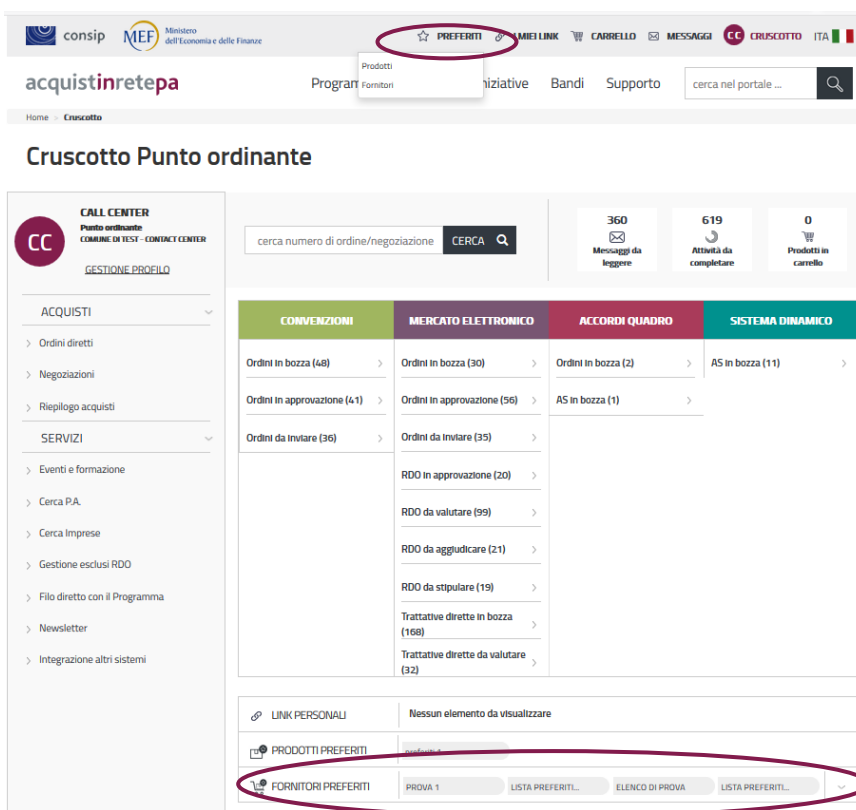 consip MEF Ministero dell'Economia e delle Finanze PREFERITI I MIEI LINK CARRELLO MESSAGGI CC CRUSCOTTO ITA
Prodotti
Fornitori
acquistinretepa Bandi Supporto cerca nel portale ...
Home > Cruscotto
Cruscotto Punto ordinante
CC
CALL CENTER
Punto ordinante
COMUNE DI TEST - CONTACT CENTER
GESTIONE PROFILO
cerca numero di ordine/negoziazione CERCA
360
Messaggi da
leggere
619
Attività da
completare
0
Prodotti in
carrello
ACQUISTI
> Ordini diretti
> Negoziazioni
> Riepilogo acquisti
SERVIZI
> Eventi e formazione
> Cerca P.A.
> Cerca Imprese
> Gestione esclusi RDO
> Filo diretto con il Programma
> Newsletter
> Integrazione altri sistemi
CONVENZIONI
Ordini in bozza (48)
Ordini in approvazione (41)
Ordini da inviare (36)
MERCATO ELETTRONICO
Ordini in bozza (30)
Ordini in approvazione (56)
Ordini da inviare (35)
RDO in approvazione (20)
RDO da valutare (99)
RDO da aggiudicare (21)
RDO da stipulare (19)
Trattative dirette in bozza
(168)
Trattative dirette da valutare
(32)
ACCORDI QUADRO
Ordini in bozza (2)
AS in bozza (1)
SISTEMA DINAMICO
AS in bozza (11)
LINK PERSONALI Nessun elemento da visualizzare
PRODOTTI PREFERITI
FORNITORI PREFERITI PROVA 1 LISTA PREFERITI... ELENCO DI PROVA LISTA PREFERITI...